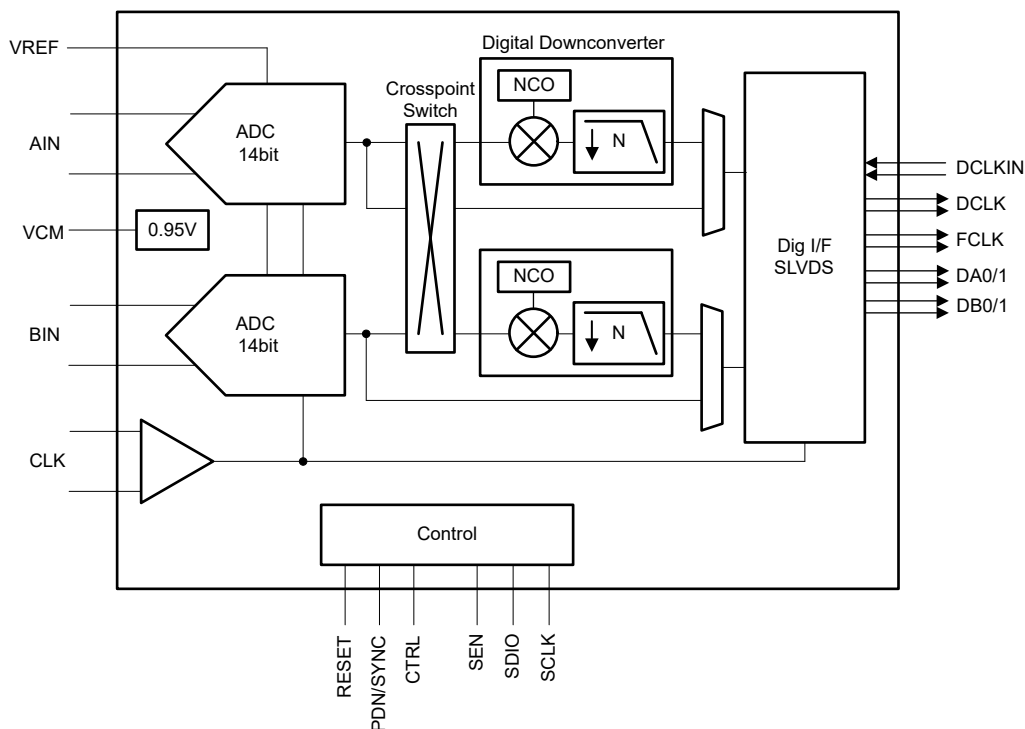 VREF
AIN
VCM
BIN
CLK
ADC
14bit
0.95V
ADC
14bit
Crosspoint
Switch
Digital Downconverter
NCO
N
NCO
N
Dig I/F
SLVDS
DCLKIN
DCLK
FCLK
DA0/1
DB0/1
Control
RESET
PDN/SYNC
CTRL
SEN
SDIO
SCLK